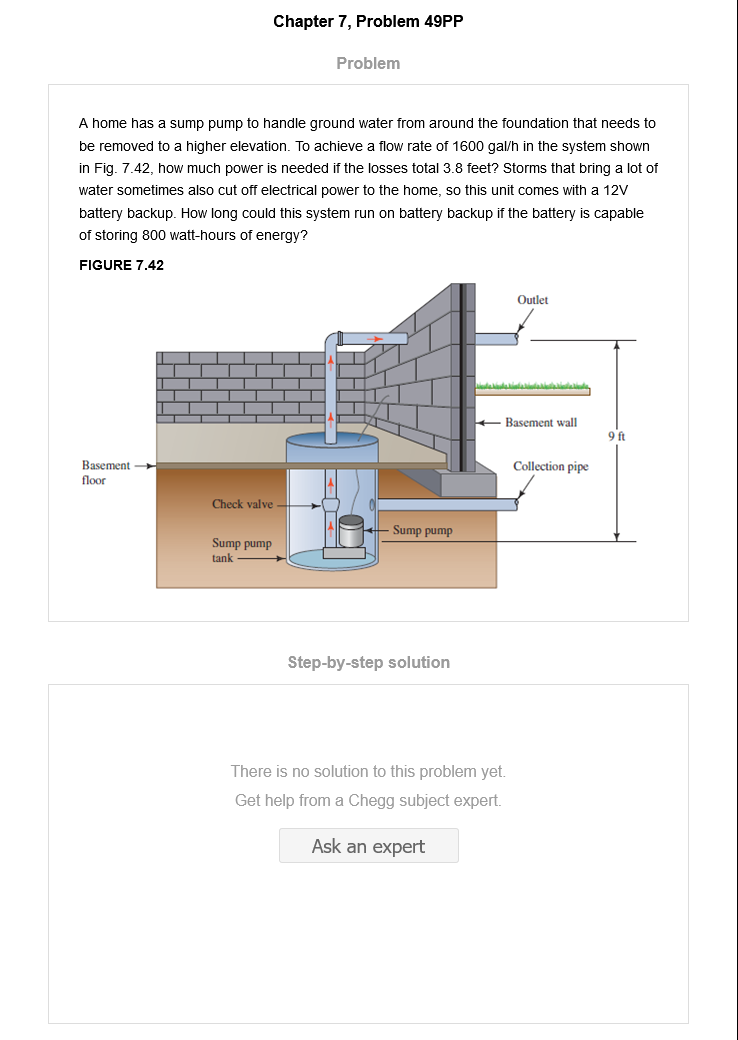 Chapter 7, Problem 49PP
Problem
A home has a sump pump to handle ground water from around the foundation that needs to
be removed to a higher elevation. To achieve a flow rate of 1600 gal/h in the system shown
in Fig. 7.42, how much power is needed if the losses total 3.8 feet? Storms that bring a lot of
water sometimes also cut off electrical power to the home, so this unit comes with a 12V
battery backup. How long could this system run on battery backup if the battery is capable
of storing 800 watt-hours of energy?
FIGURE 7.42
Outlet
Basement wall
9 ft
Basement
floor
Collection pipe
Check valve
Sump pump
Sump pump
tank
Step-by-step solution
There is no solution to this problem yet.
Get help from a Chegg subject expert.
Ask an expert